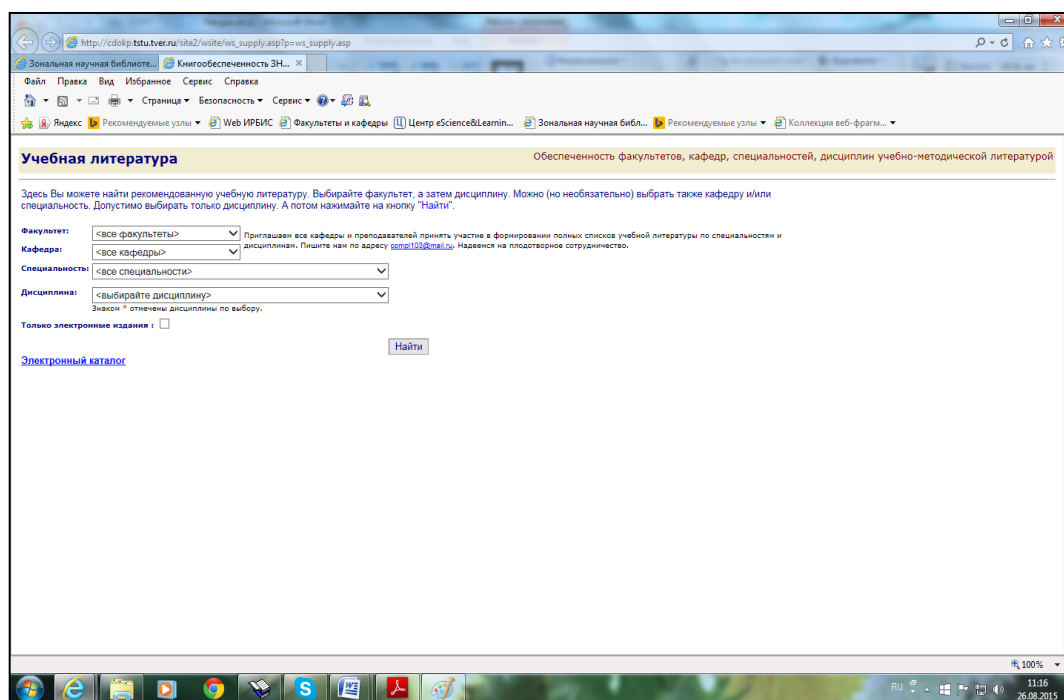 http://cdokp.tstu.tver.ru/site2/wsite/ws_supply.asp?p=ws_supply.asp
Зональная научная библиоте...
Книгообеспеченность ЗН...
Файл Правка Вид Избранное Сервис Справка
Страница Безопасность Сервис
Яндекс Рекомендуемые узлы Web ИРБИС Факультеты и кафедры Центр eScience&Learnin... Зональная научная библ... Рекомендуемые узлы Коллекция веб-фрагм...
Учебная литература
Обеспеченность факультетов, кафедр, специальностей, дисциплин учебно-методической литературой
Здесь Вы можете найти рекомендованную учебную литературу. Выбирайте факультет, а затем дисциплину. Можно (но необязательно) выбрать также кафедру и/или
специальность. Допустимо выбирать только дисциплину. А потом нажимайте на кнопку "Найти".
Факультет: <все факультеты>
Приглашаем все кафедры и преподавателей принять участие в формировании полных списков учебной литературы по специальностям и
дисциплинам. Пишите нам по адресу compl103@mail.ru. Надеемся на плодотворное сотрудничество.
Кафедра: <все кафедры>
Специальность: <все специальности>
Дисциплина: <выбирайте дисциплину>
Знаком * отмечены дисциплины по выбору.
Только электронные издания :
Найти
Электронный каталог
100%
RU
11:16
26.08.2015